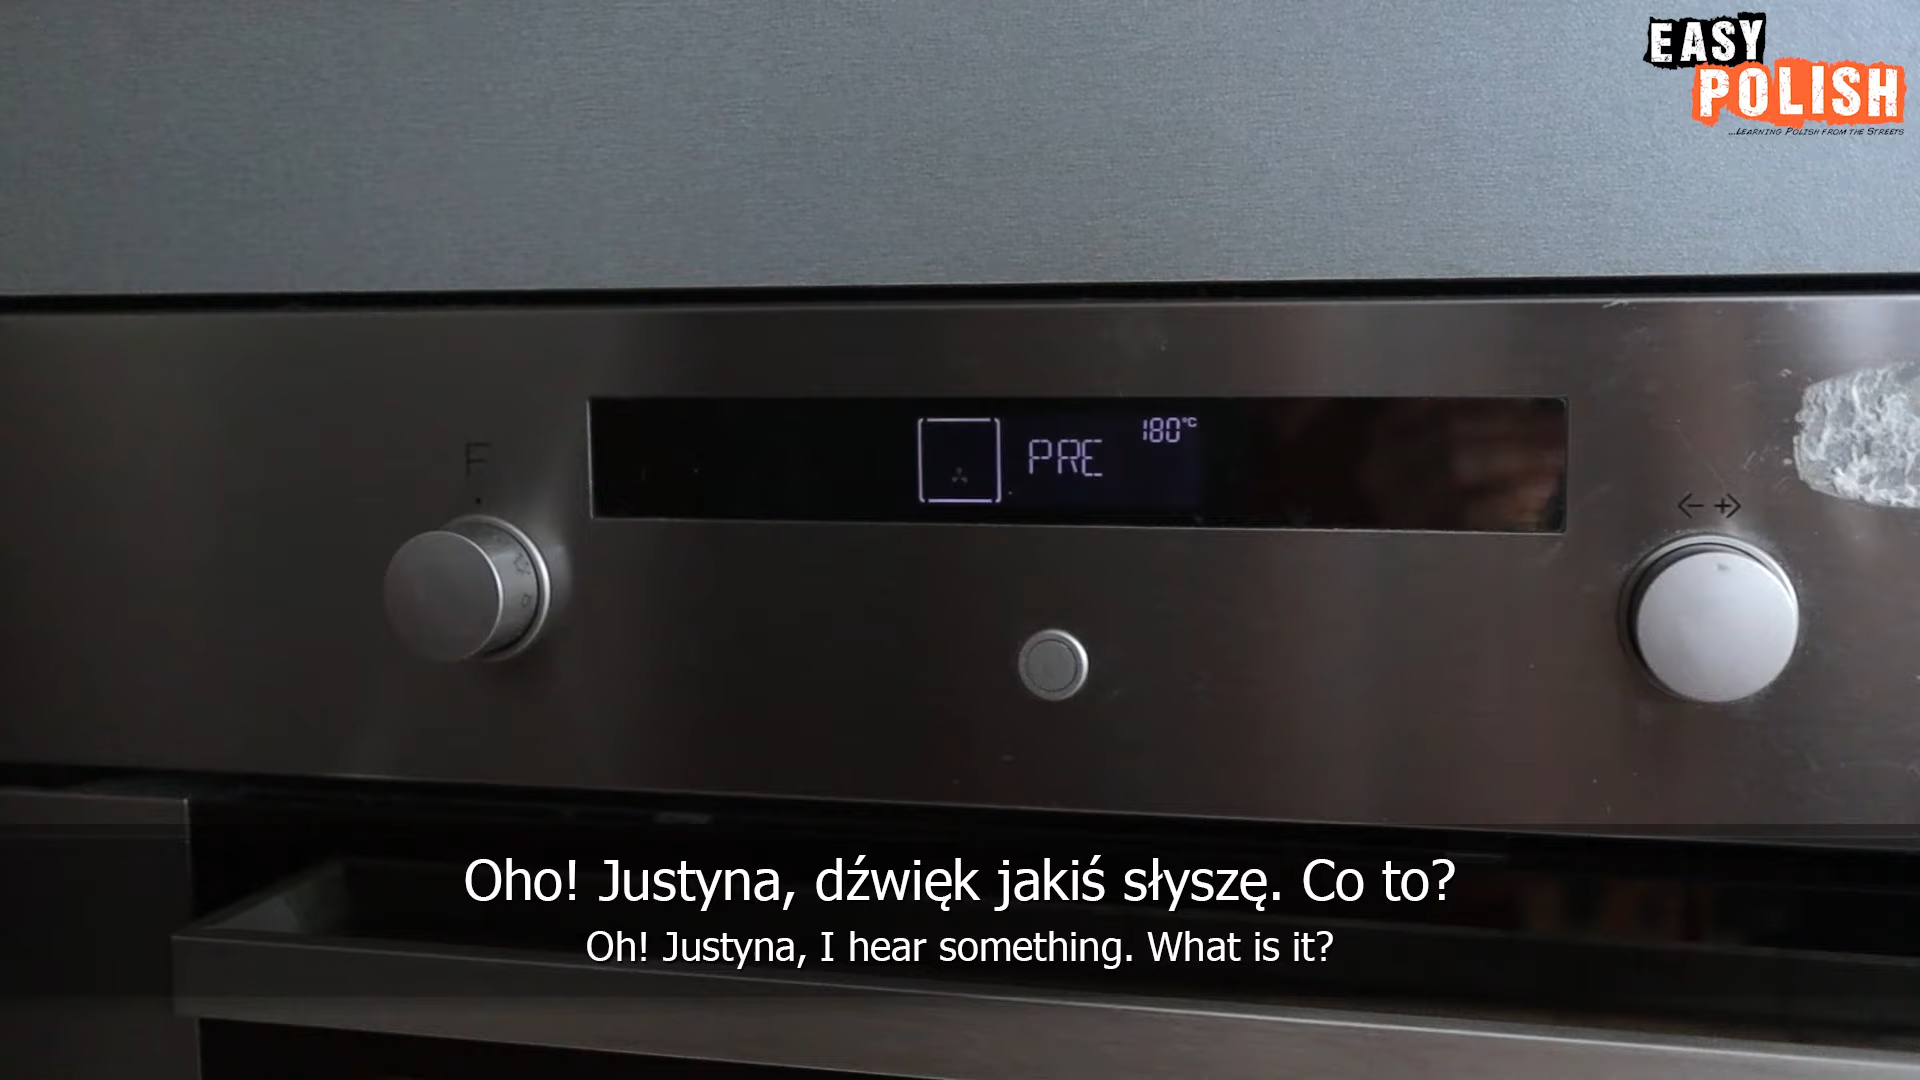 EASY
POLISH
...LEARNING POLISH FROM THE STREETS
180°C
PRE
F
Oho! Justyna, dźwięk jakiś słyszę. Co to?
Oh! Justyna, I hear something. What is it?